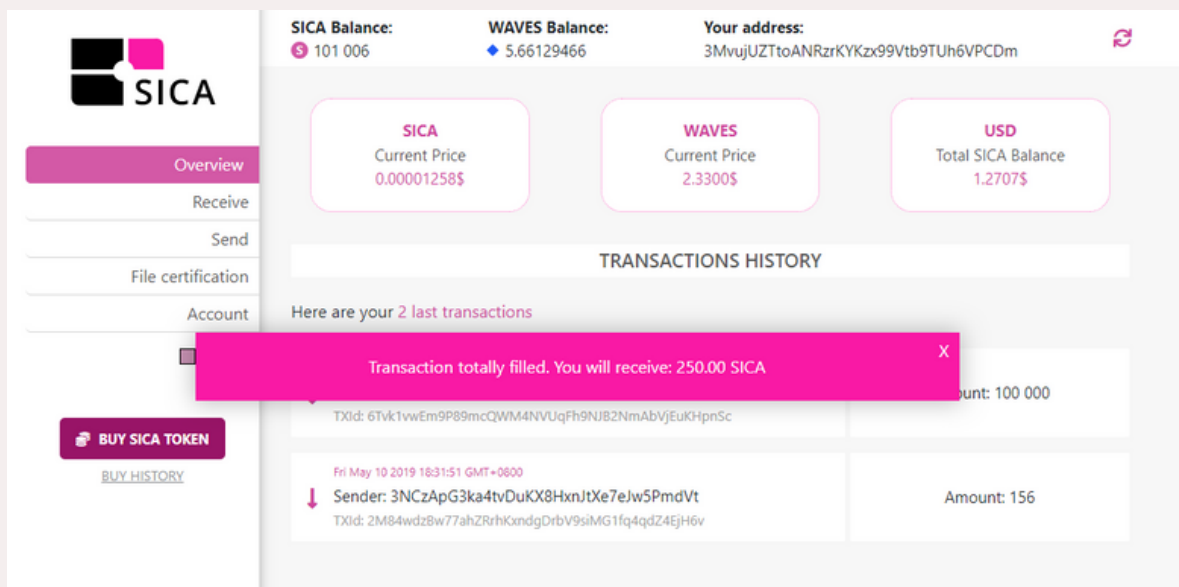 SICA
SICA Balance:
S 101 006
WAVES Balance:
5.66129466
Your address:
3MvujUZTtoANRzrKYKzx99Vtb9TUh6VPCDm
Overview
Receive
Send
File certification
Account
BUY SICA TOKEN
BUY HISTORY
SICA
Current Price
0.00001258$
WAVES
Current Price
2.3300$
USD
Total SICA Balance
1.2707$
TRANSACTIONS HISTORY
Here are your 2 last transactions
Transaction totally filled. You will receive: 250.00 SICA
X
TXId: 6Tvk1vwEm9P89mcQWM4NVUqFh9NJB2NmAbVjEuKHpnSc
ount: 100 000
Fri May 10 2019 18:31:51 GMT+0800
Sender: 3NCzApG3ka4tvDuKX8HxnJtXe7eJw5PmdVt
TXId: 2M84wdzBw77ahZRrhKxndgDrbV9siMG1fq4qdZ4EjH6v
Amount: 156